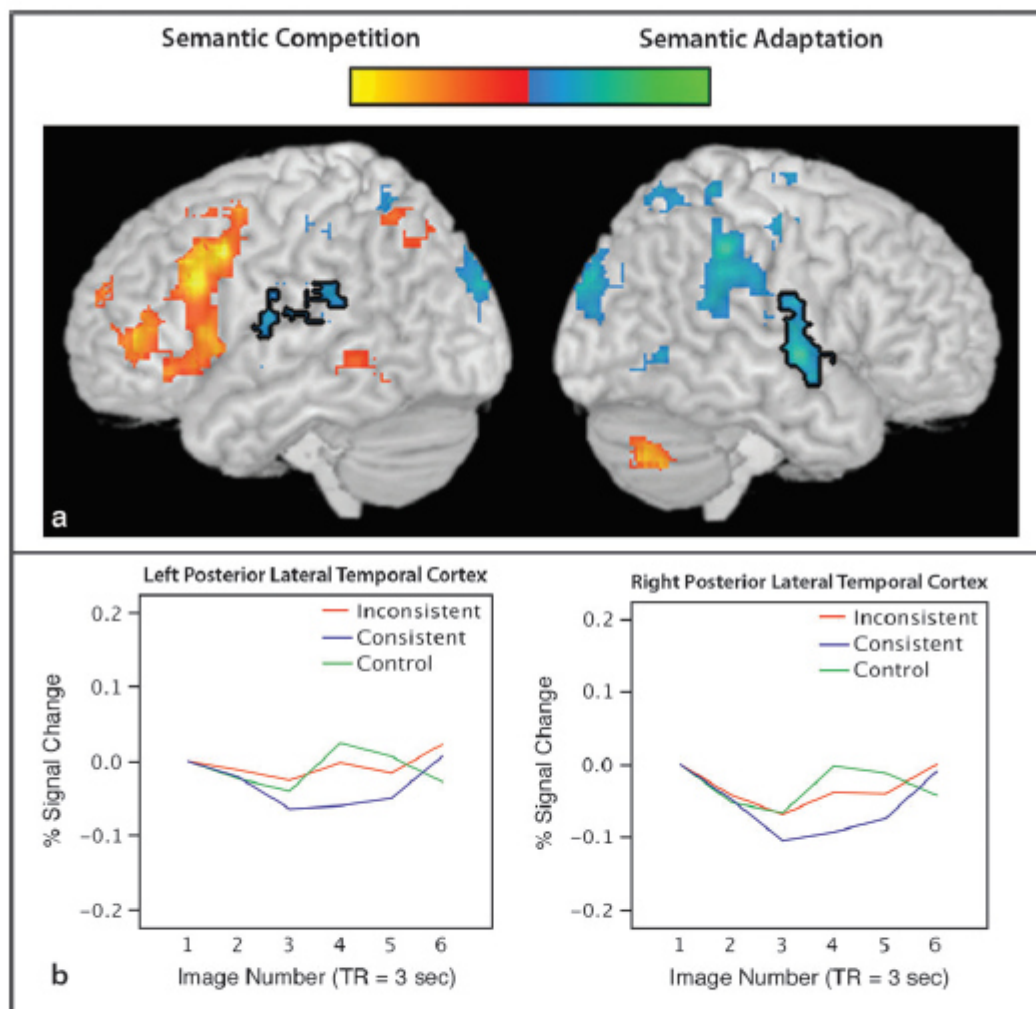 Semantic Competition
Semantic Adaptation
a
Left Posterior Lateral Temporal Cortex
0.2
0.1
0.0
−0.1
−0.2
% Signal Change
Inconsistent
Consistent
Control
1 2 3 4 5 6
Image Number (TR = 3 sec)
b
Right Posterior Lateral Temporal Cortex
0.2
0.1
0.0
−0.1
−0.2
% Signal Change
Inconsistent
Consistent
Control
1 2 3 4 5 6
Image Number (TR = 3 sec)